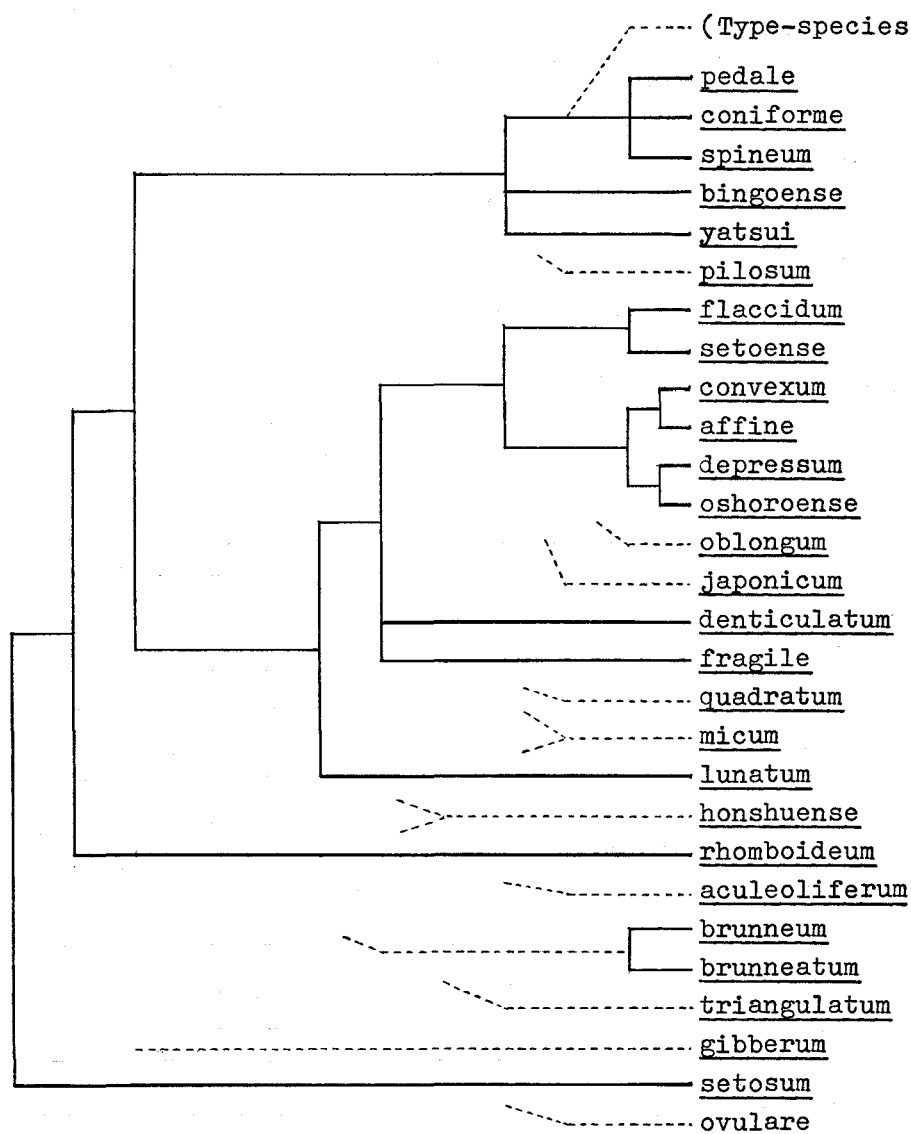 (Type-species
pedale
coniforme
spineum
bingoense
yatsui
pilosum
flaccidum
setoense
convexum
affine
depressum
oshoroense
oblongum
japonicum
denticulatum
fragile
quadratum
micum
lunatum
honshuense
rhomboideum
aculeoliferum
brunneum
brunneatum
triangulatum
gibberum
setosum
ovulare